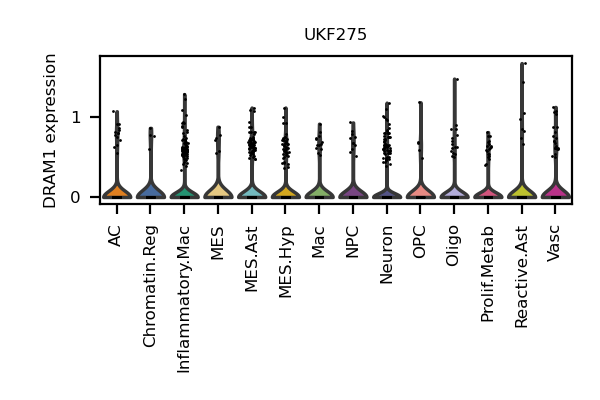 UKF275
DRAM1 expression
1
0
AC
Chromatin.Reg
Inflammatory.Mac
MES
MES.Ast
MES.Hyp
Mac
NPC
Neuron
OPC
Oligo
Prolif.Metab
Reactive.Ast
Vasc